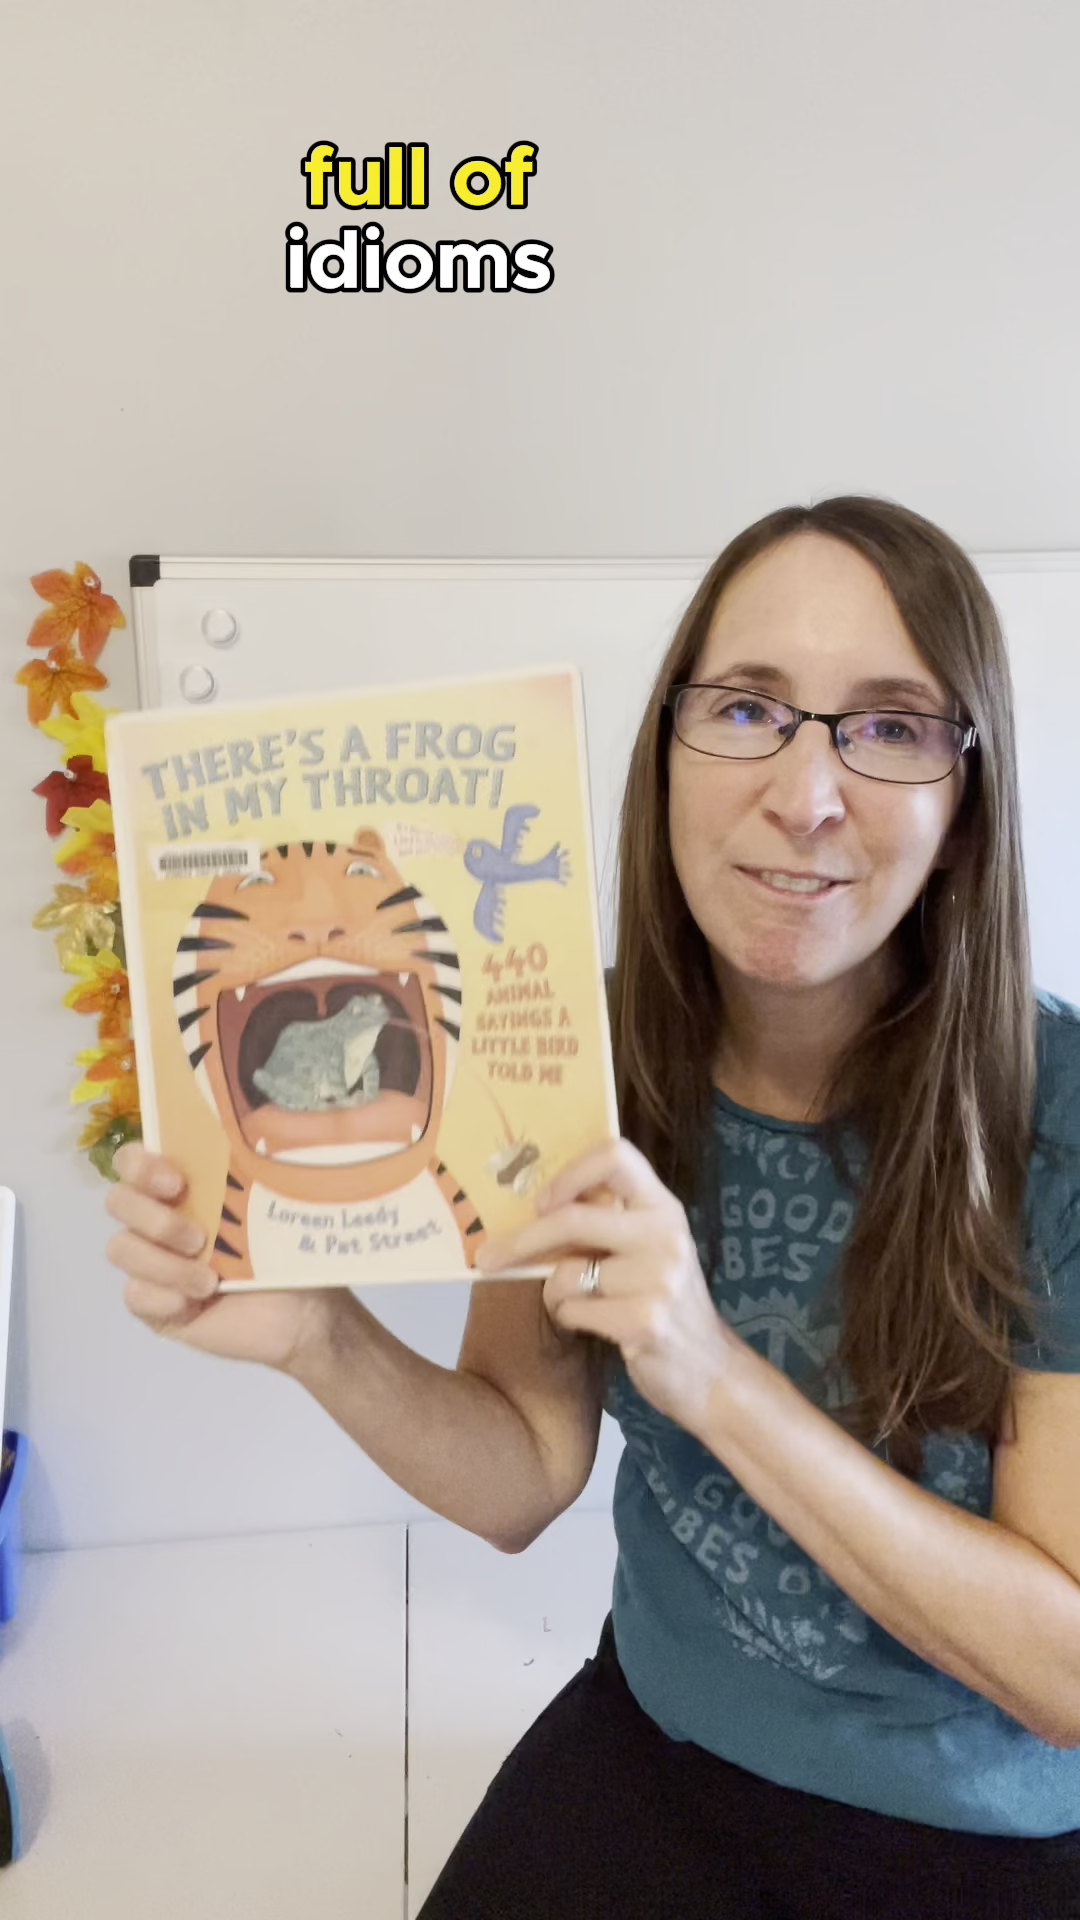 full of
idioms
THERE'S A FROG
IN MY THROAT!
440
ANIMAL
SAYINGS A
LITTLE BIRD
TOLD ME
Loreen Leedy
& Pat Street
GOOD
GOO